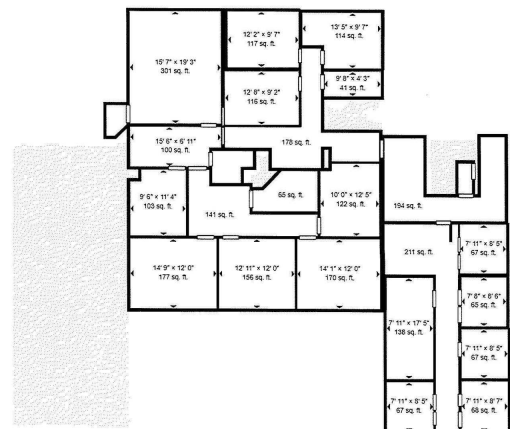 15' 7" × 19' 3"
301 sq. ft.
12' 2" × 9' 7"
117 sq. ft.
13' 5" × 9' 7"
114 sq. ft.
9' 8" × 4' 3"
41 sq. ft.
12' 8" × 9' 2"
116 sq. ft.
15' 6" × 6' 11"
100 sq. ft.
178 sq. ft.
9' 6" × 11' 4"
103 sq. ft.
141 sq. ft.
65 sq. ft.
10' 0" × 12' 5"
122 sq. ft.
194 sq. ft.
14' 9" × 12' 0"
177 sq. ft.
12' 11" × 12' 0"
156 sq. ft.
14' 1" × 12' 0"
170 sq. ft.
211 sq. ft.
7' 11" × 8' 5"
67 sq. ft.
7' 11" × 17' 5"
138 sq. ft.
7' 8" × 8' 6"
65 sq. ft.
7' 11" × 8' 5"
67 sq. ft.
7' 11" × 8' 5"
67 sq. ft.
7' 11" × 8' 7"
68 sq. ft.